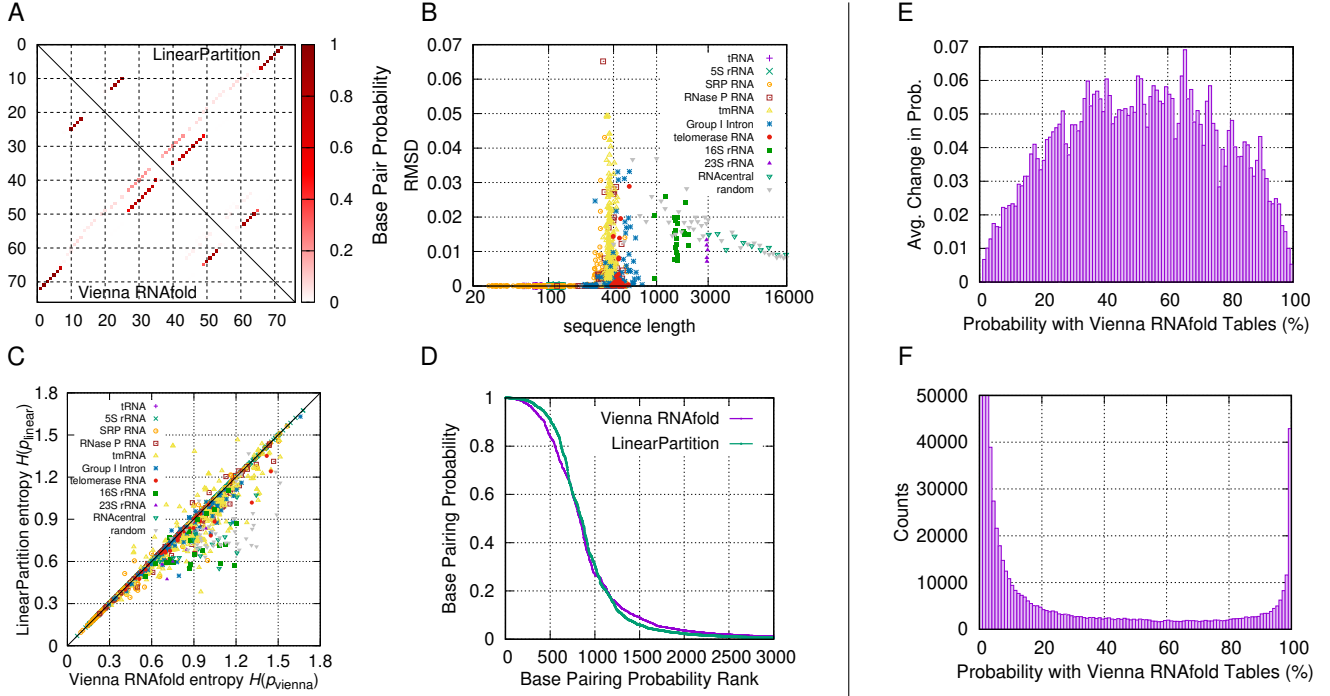 A
LinearPartition
Vienna RNAfold
0
10
20
30
40
50
60
70
0 10 20 30 40 50 60 70
1
0.8
0.6
0.4
0.2
0
Base Pair Probability
B
RMSD
0.07
0.06
0.05
0.04
0.03
0.02
0.01
0
20 100 400 1000 3000 16000
sequence length
tRNA
5S rRNA
SRP RNA
RNase P RNA
tmRNA
Group I Intron
telomerase RNA
16S rRNA
23S rRNA
RNAcentral
random
E
Avg. Change in Prob.
0.07
0.06
0.05
0.04
0.03
0.02
0.01
0
0 20 40 60 80 100
Probability with Vienna RNAfold Tables (%)
C
LinearPartition entropy H(plinear)
1.8
1.5
1.2
0.9
0.6
0.3
0
0 0.3 0.6 0.9 1.2 1.5 1.8
Vienna RNAfold entropy H(pvienna)
tRNA
5S rRNA
SRP RNA
RNase P RNA
tmRNA
Group I Intron
telomerase RNA
16S rRNA
23S rRNA
RNAcentral
random
D
Base Pairing Probability
1
0.8
0.6
0.4
0.2
0
0 500 1000 1500 2000 2500 3000
Base Pairing Probability Rank
Vienna RNAfold
LinearPartition
F
Counts
50000
40000
30000
20000
10000
0
0 20 40 60 80 100
Probability with Vienna RNAfold Tables (%)